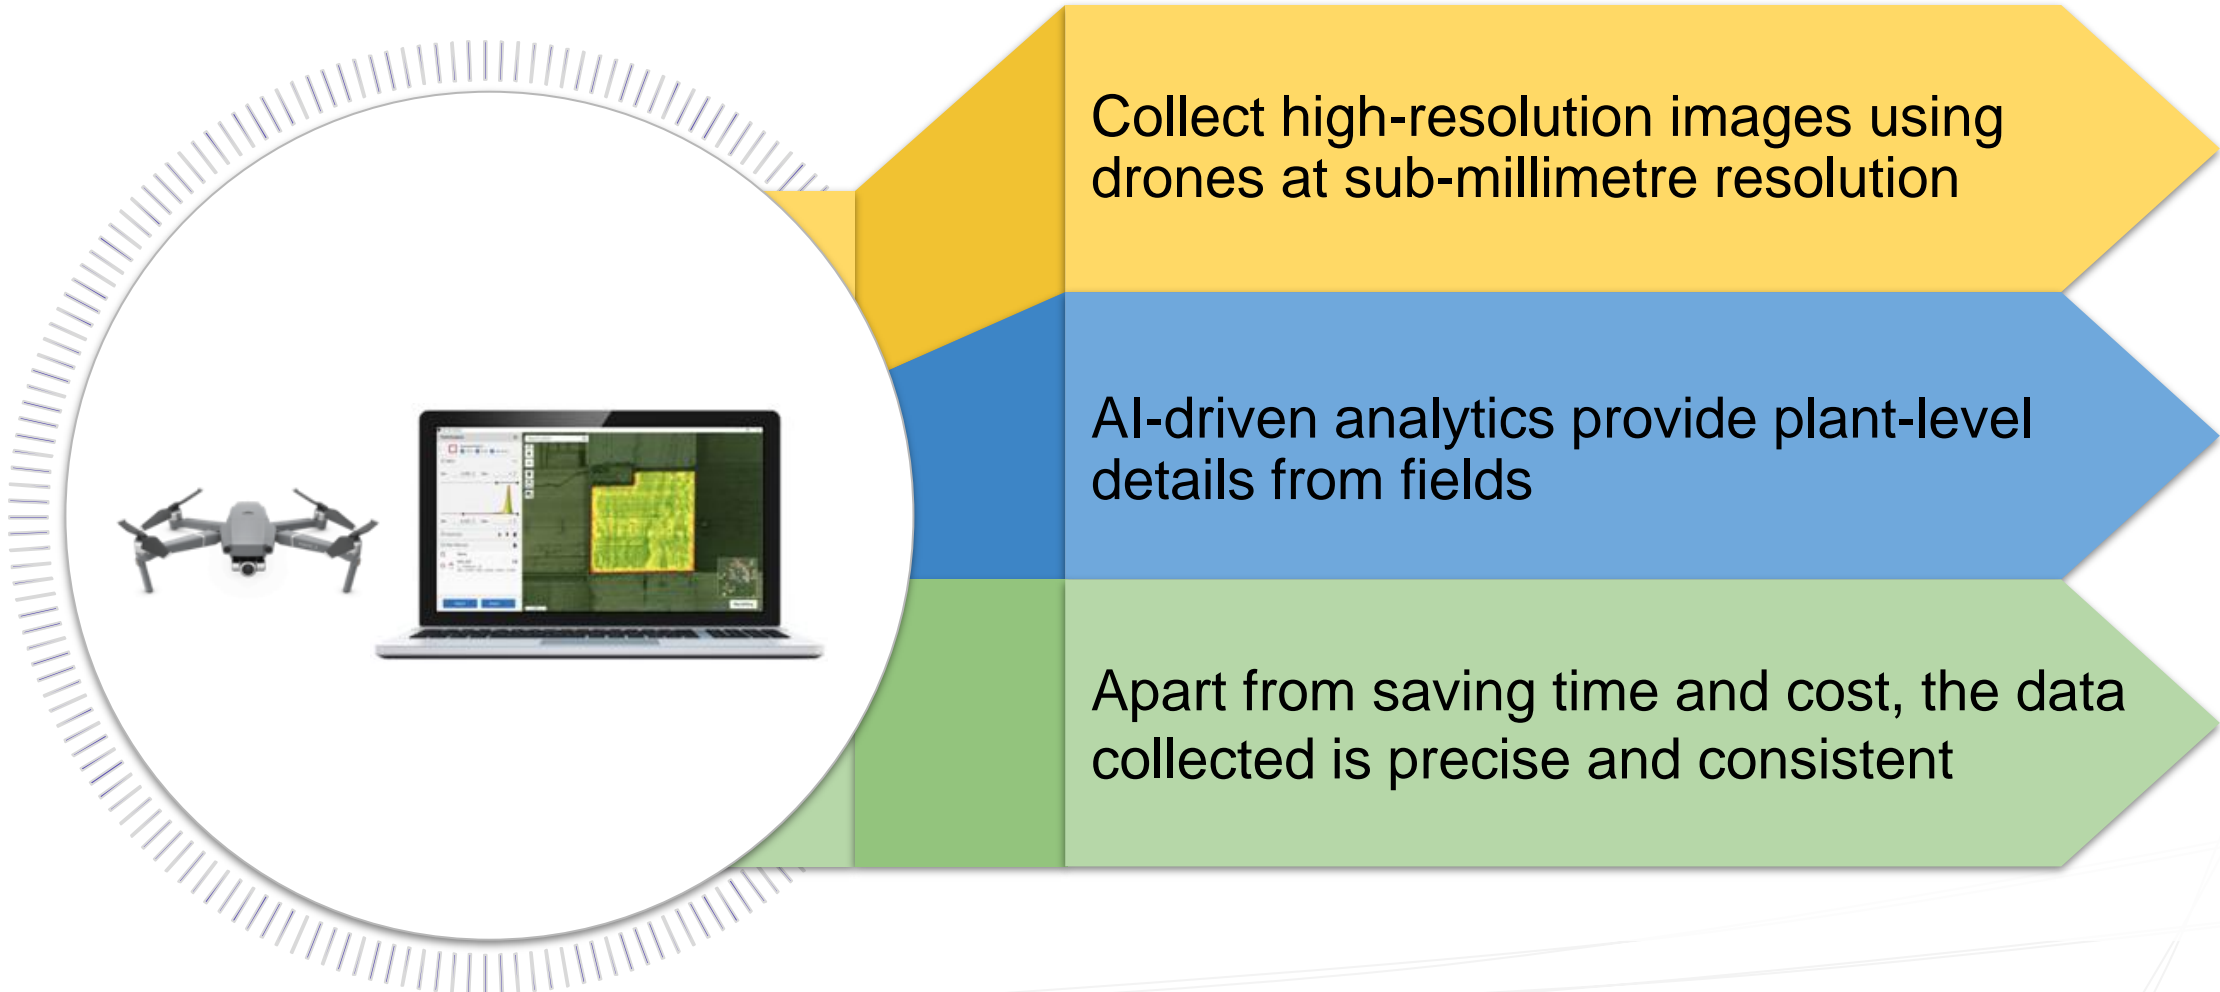 Collect high-resolution images using
drones at sub-millimetre resolution
AI-driven analytics provide plant-level
details from fields
Apart from saving time and cost, the data
collected is precise and consistent